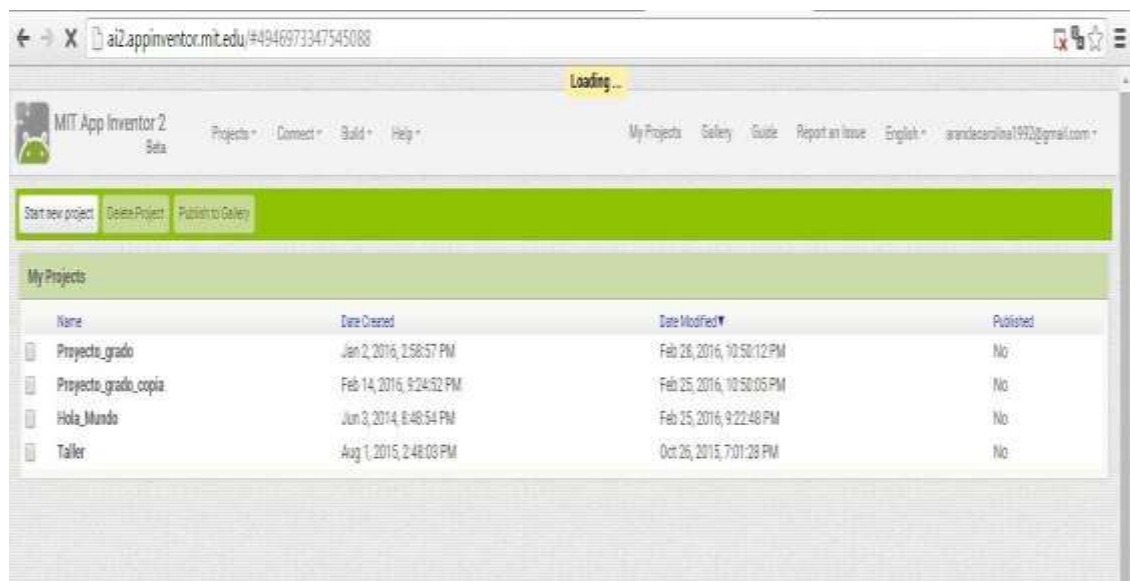 ai2.appinventor.mit.edu/#4946973347545088
Loading ...
MIT App Inventor 2
Beta
Projects Connect Build Help My Projects Gallery Guide Report an Issue English arandacarolina1992@gmail.com
Start new project Delete Project Publish to Gallery
My Projects
Name Date Created Date Modified▼ Published
Proyecto_grado Jan 2, 2016, 2:58:57 PM Feb 28, 2016, 10:50:12 PM No
Proyecto_grado_copia Feb 14, 2016, 9:24:52 PM Feb 25, 2016, 10:50:05 PM No
Hola_Mundo Jun 3, 2014, 8:48:54 PM Feb 25, 2016, 9:22:48 PM No
Taller Aug 1, 2015, 2:48:03 PM Oct 26, 2015, 7:01:28 PM No